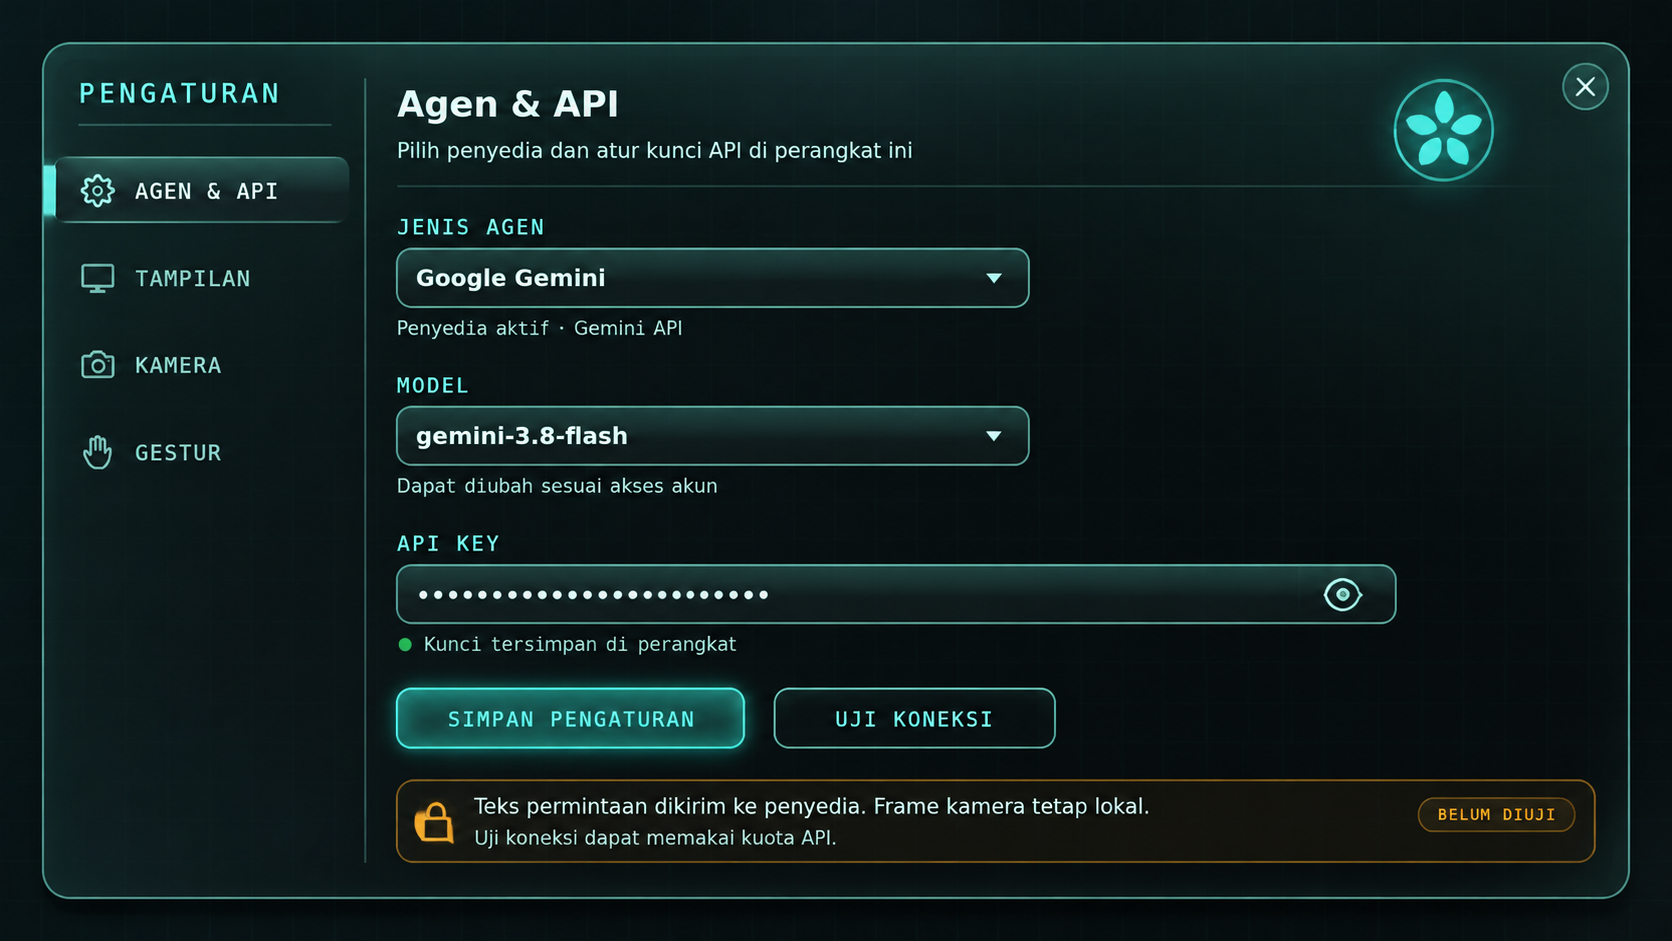 PENGATURAN
AGEN & API
TAMPILAN
KAMERA
GESTUR
Agen & API
Pilih penyedia dan atur kunci API di perangkat ini
JENIS AGEN
Google Gemini
Penyedia aktif · Gemini API
MODEL
gemini-3.8-flash
Dapat diubah sesuai akses akun
API KEY
••••••••••••••••••••••••
Kunci tersimpan di perangkat
SIMPAN PENGATURAN
UJI KONEKSI
Teks permintaan dikirim ke penyedia. Frame kamera tetap lokal.
Uji koneksi dapat memakai kuota API.
BELUM DIUJI